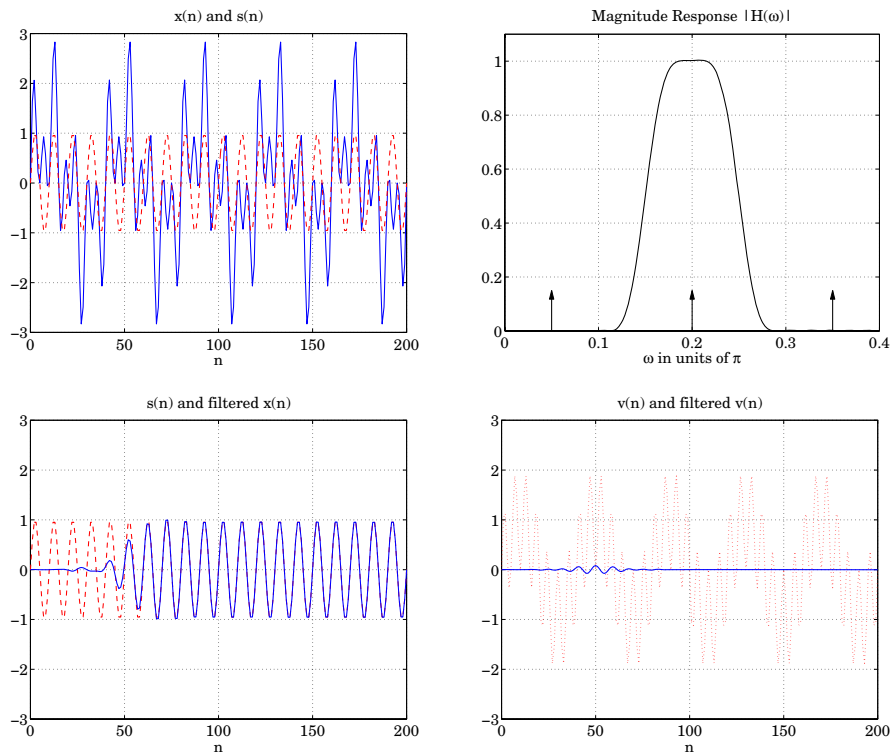 x(n) and s(n)
3
2
1
0
−1
−2
−3
0 50 100 150 200
n
Magnitude Response |H(ω)|
1
0.8
0.6
0.4
0.2
0
0 0.1 0.2 0.3 0.4
ω in units of π
s(n) and filtered x(n)
3
2
1
0
−1
−2
−3
0 50 100 150 200
n
v(n) and filtered v(n)
3
2
1
0
−1
−2
−3
0 50 100 150 200
n